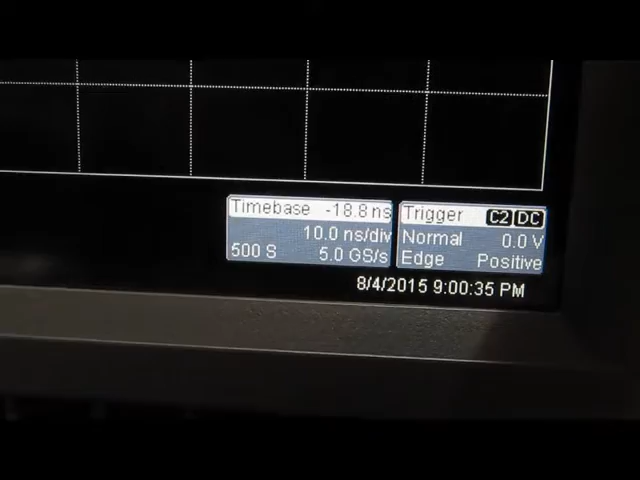 Timebase -18.8 ns
10.0 ns/div
500 S 5.0 GS/s
Trigger C2 DC
Normal 0.0 V
Edge Positive
8/4/2015 9:00:35 PM